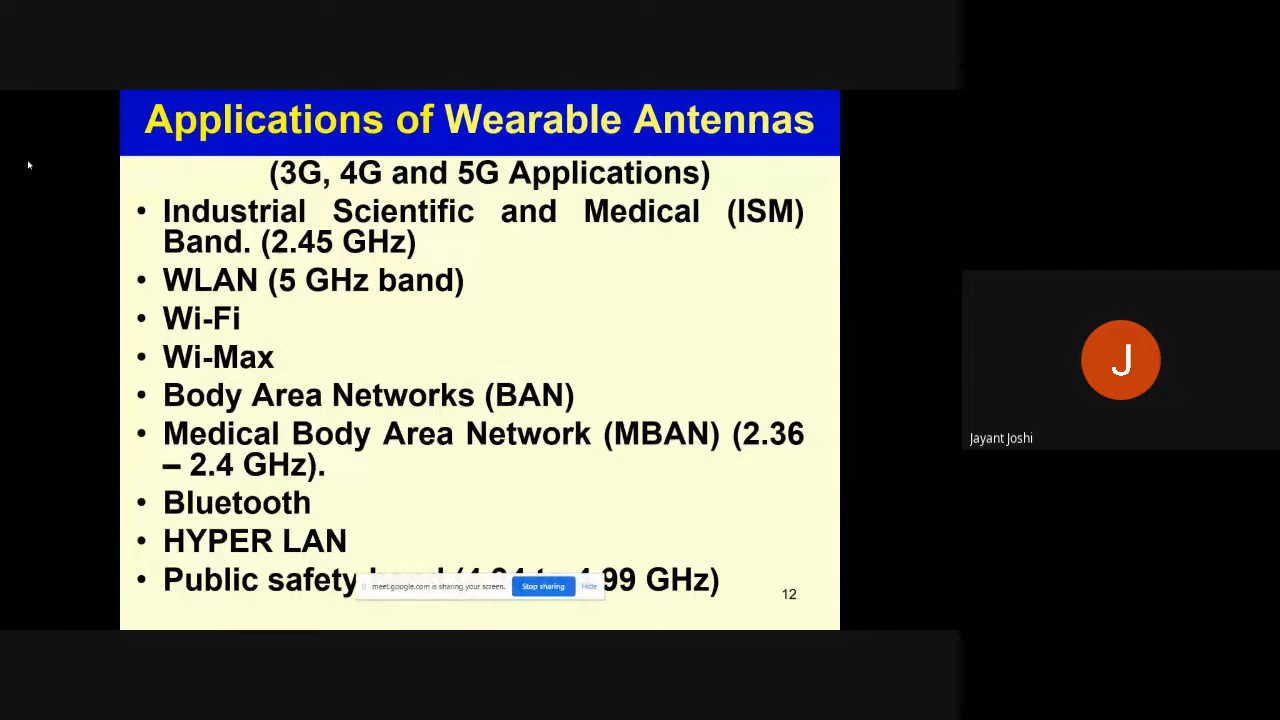 Applications of Wearable Antennas
(3G, 4G and 5G Applications)
• Industrial Scientific and Medical (ISM)
Band. (2.45 GHz)
• WLAN (5 GHz band)
• Wi-Fi
• Wi-Max
• Body Area Networks (BAN)
• Medical Body Area Network (MBAN) (2.36
– 2.4 GHz).
• Bluetooth
• HYPER LAN
• Public safety 99 GHz)
meet.google.com is sharing your screen. Stop sharing Hide
12
J
Jayant Joshi